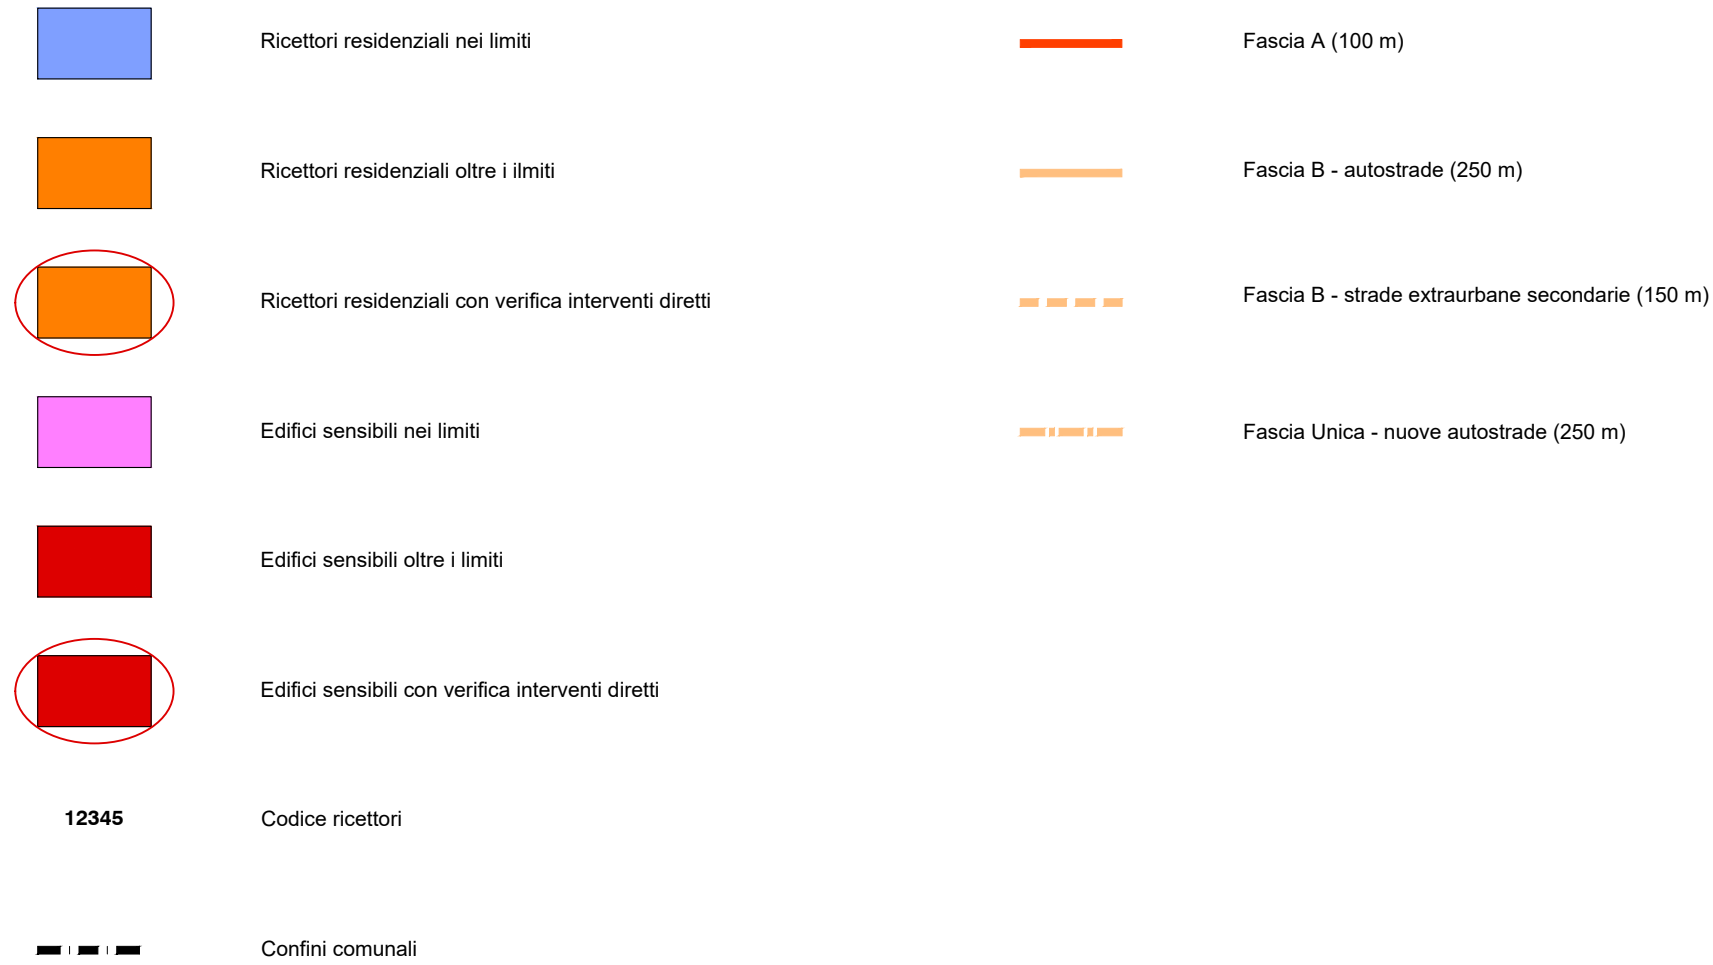 Ricettori residenziali nei limiti
Ricettori residenziali oltre i ilmiti
Ricettori residenziali con verifica interventi diretti
Edifici sensibili nei limiti
Edifici sensibili oltre i limiti
Edifici sensibili con verifica interventi diretti
12345 Codice ricettori
Confini comunali
Fascia A (100 m)
Fascia B - autostrade (250 m)
Fascia B - strade extraurbane secondarie (150 m)
Fascia Unica - nuove autostrade (250 m)